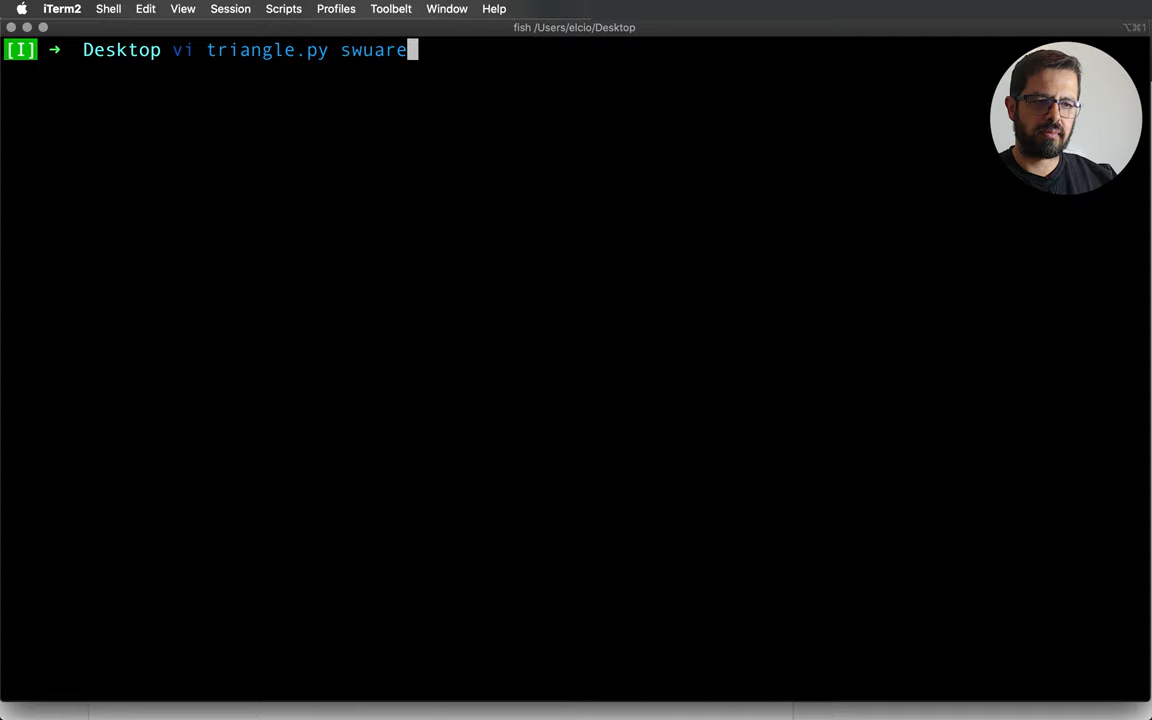 iTerm2 Shell Edit View Session Scripts Profiles Toolbelt Window Help
fish /Users/elcio/Desktop ⌥⌘1
[I] → Desktop vi triangle.py swuare